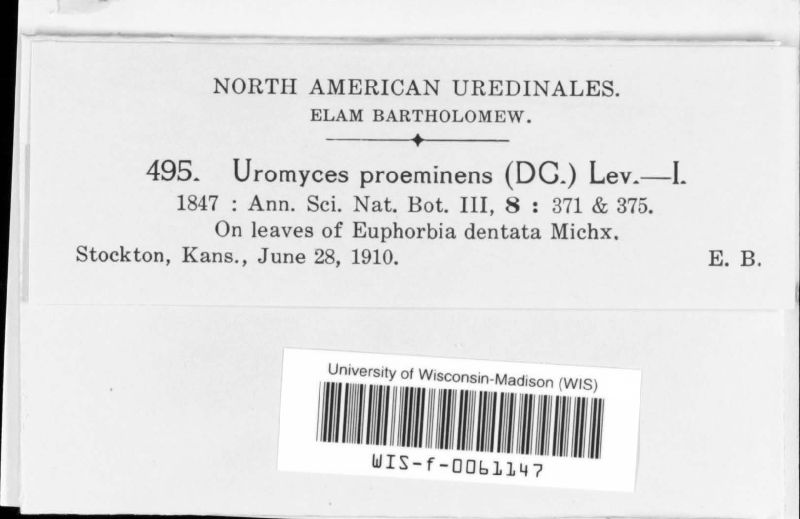 NORTH AMERICAN UREDINALES.
ELAM BARTHOLOMEW.
495. Uromyces proeminens (DC.) Lev.—I.
1847 : Ann. Sci. Nat. Bot. III, 8 : 371 & 375.
On leaves of Euphorbia dentata Michx.
Stockton, Kans., June 28, 1910. E. B.
University of Wisconsin-Madison (WIS)
WIS-f-0061147